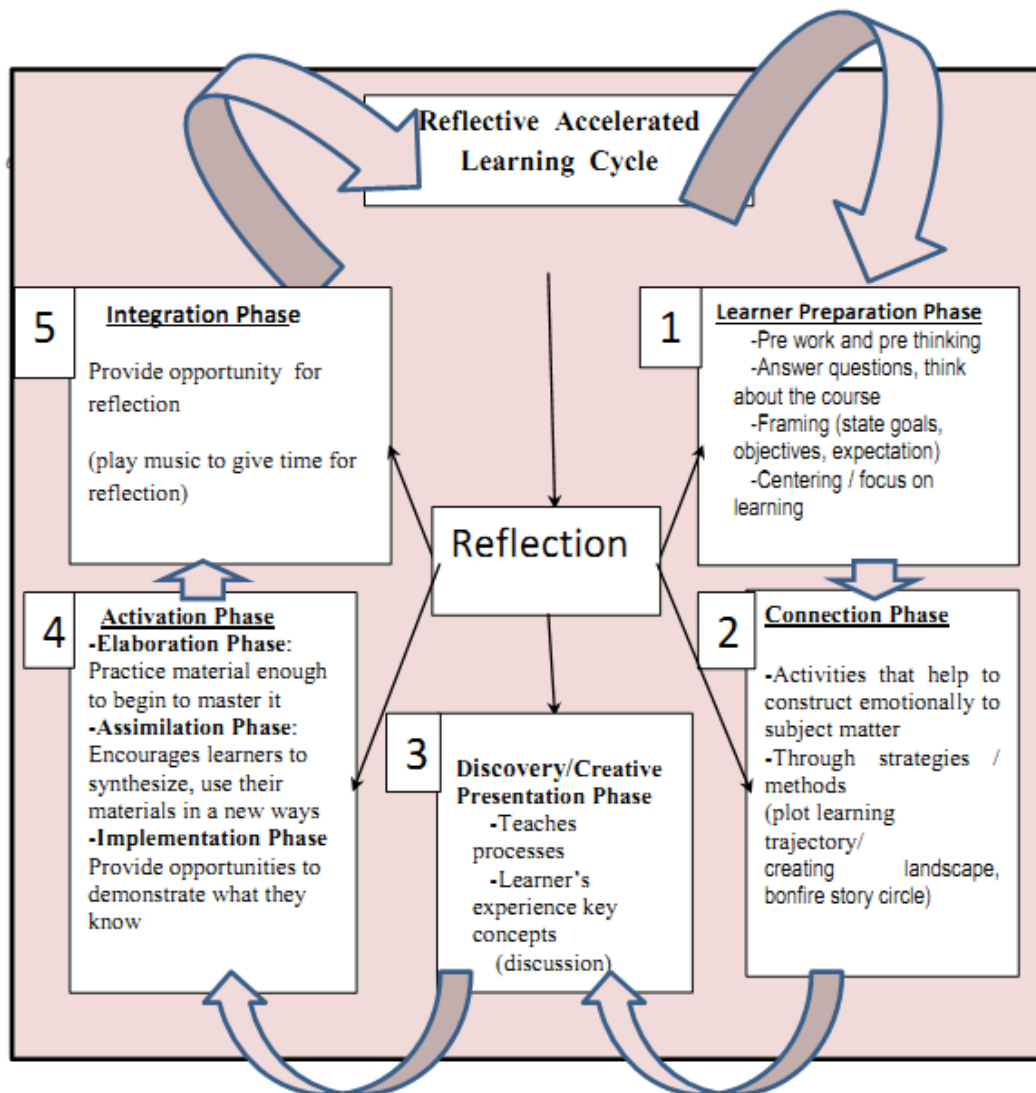 Reflective Accelerated
Learning Cycle
1
Learner Preparation Phase
-Pre work and pre thinking
-Answer questions, think
about the course
-Framing (state goals,
objectives, expectation)
-Centering / focus on
learning
2
Connection Phase
-Activities that help to
construct emotionally to
subject matter
-Through strategies /
methods
(plot learning
trajectory/
creating landscape,
bonfire story circle)
3
Discovery/Creative
Presentation Phase
-Teaches
processes
-Learner's
experience key
concepts
(discussion)
4
Activation Phase
-Elaboration Phase:
Practice material enough
to begin to master it
-Assimilation Phase:
Encourages learners to
synthesize, use their
materials in a new ways
-Implementation Phase
Provide opportunities to
demonstrate what they
know
5
Integration Phase
Provide opportunity for
reflection
(play music to give time for
reflection)
Reflection